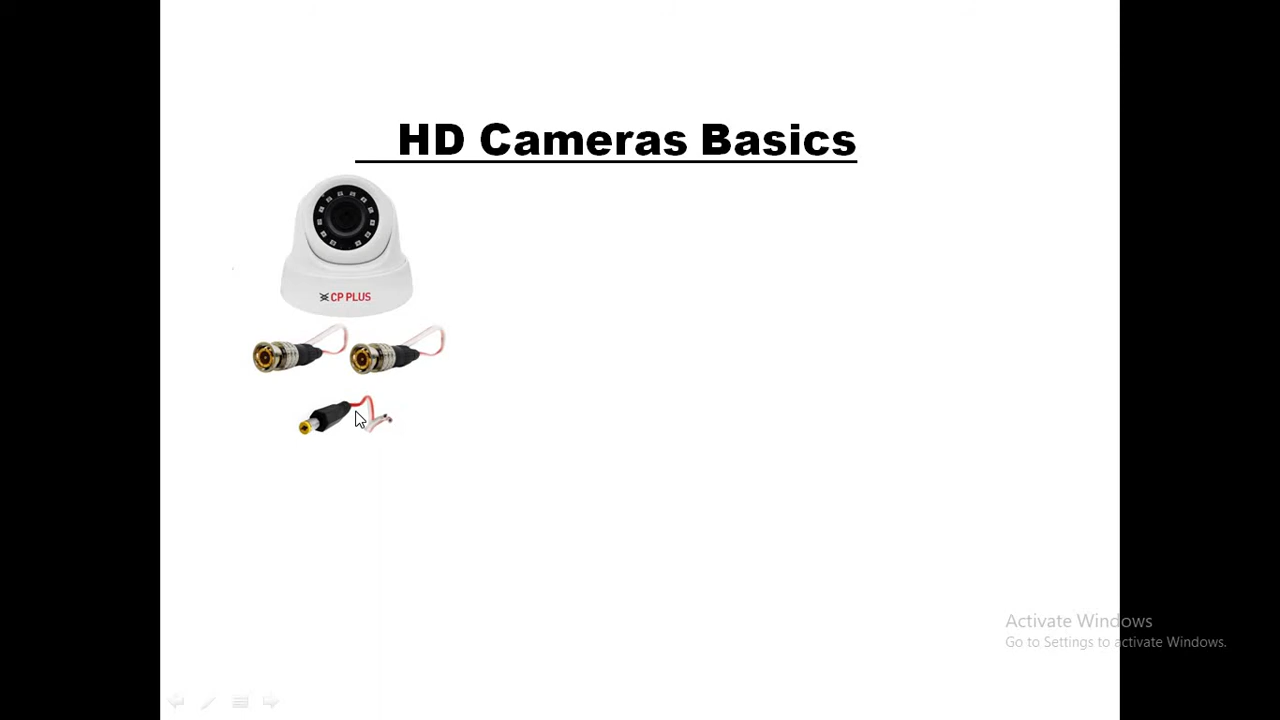 HD Cameras Basics
CP PLUS
Activate Windows
Go to Settings to activate Windows.